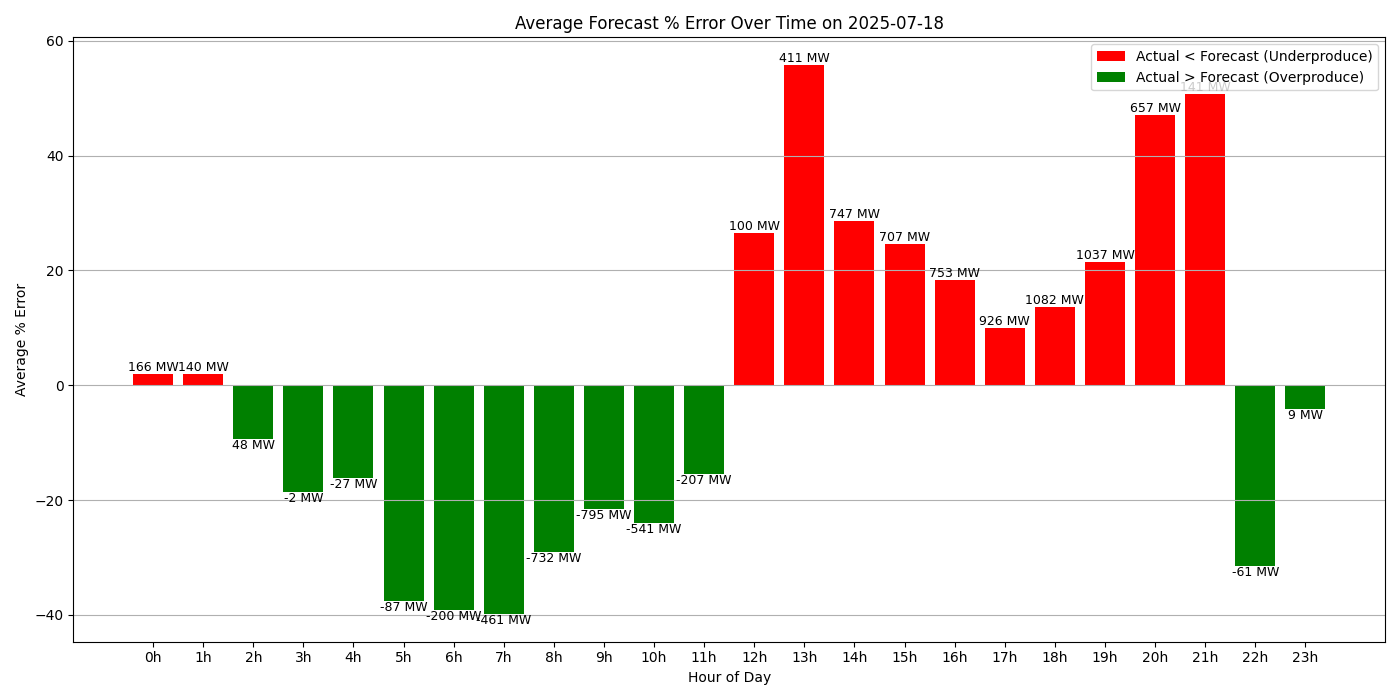 Average Forecast % Error Over Time on 2025-07-18
Actual < Forecast (Underproduce)
Actual > Forecast (Overproduce)
Average % Error
60
40
20
0
−20
−40
166 MW
140 MW
48 MW
-2 MW
-27 MW
-87 MW
-200 MW
-461 MW
-732 MW
-795 MW
-541 MW
-207 MW
100 MW
411 MW
747 MW
707 MW
753 MW
926 MW
1082 MW
1037 MW
657 MW
141 MW
-61 MW
9 MW
0h 1h 2h 3h 4h 5h 6h 7h 8h 9h 10h 11h 12h 13h 14h 15h 16h 17h 18h 19h 20h 21h 22h 23h
Hour of Day